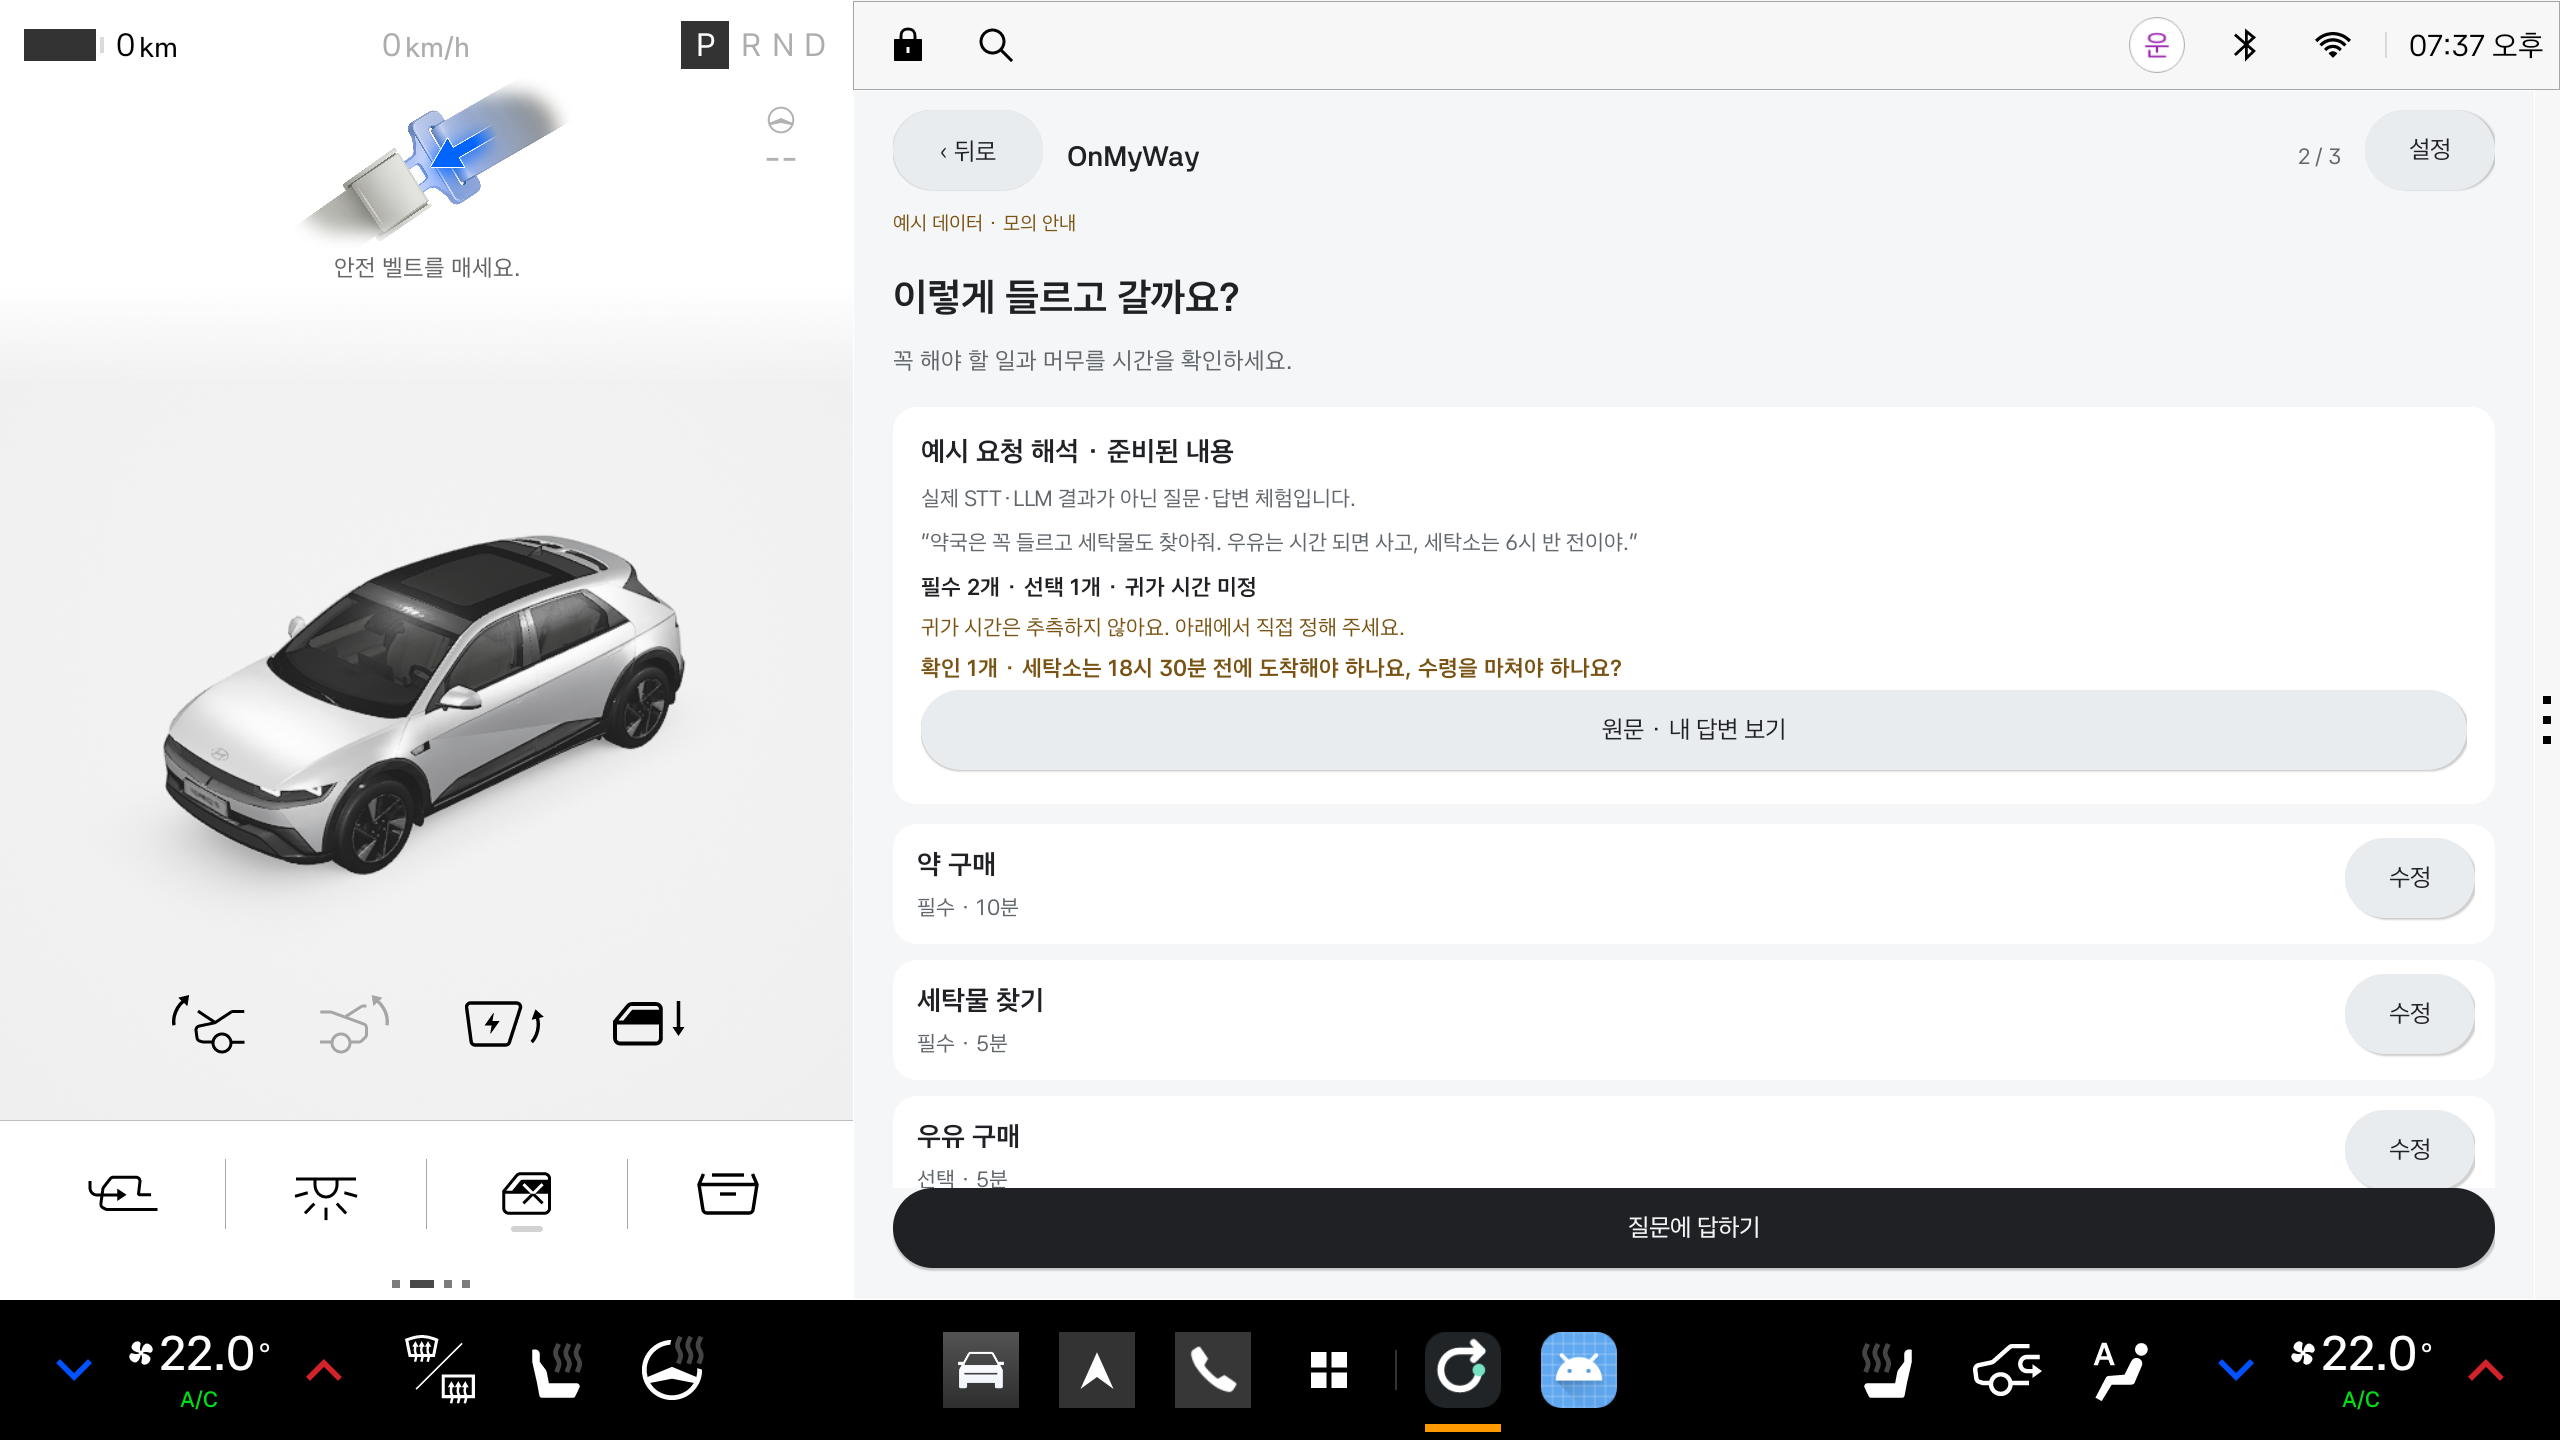 0 km
0 km/h
P R N D
안전 벨트를 매세요.
운
07:37 오후
‹ 뒤로
OnMyWay
2 / 3
설정
예시 데이터 · 모의 안내
이렇게 들르고 갈까요?
꼭 해야 할 일과 머무를 시간을 확인하세요.
예시 요청 해석 · 준비된 내용
실제 STT·LLM 결과가 아닌 질문·답변 체험입니다.
“약국은 꼭 들르고 세탁물도 찾아줘. 우유는 시간 되면 사고, 세탁소는 6시 반 전이야.”
필수 2개 · 선택 1개 · 귀가 시간 미정
귀가 시간은 추측하지 않아요. 아래에서 직접 정해 주세요.
확인 1개 · 세탁소는 18시 30분 전에 도착해야 하나요, 수령을 마쳐야 하나요?
원문 · 내 답변 보기
약 구매
필수 · 10분
수정
세탁물 찾기
필수 · 5분
수정
우유 구매
선택 · 5분
수정
질문에 답하기
22.0°
A/C
A
22.0°
A/C